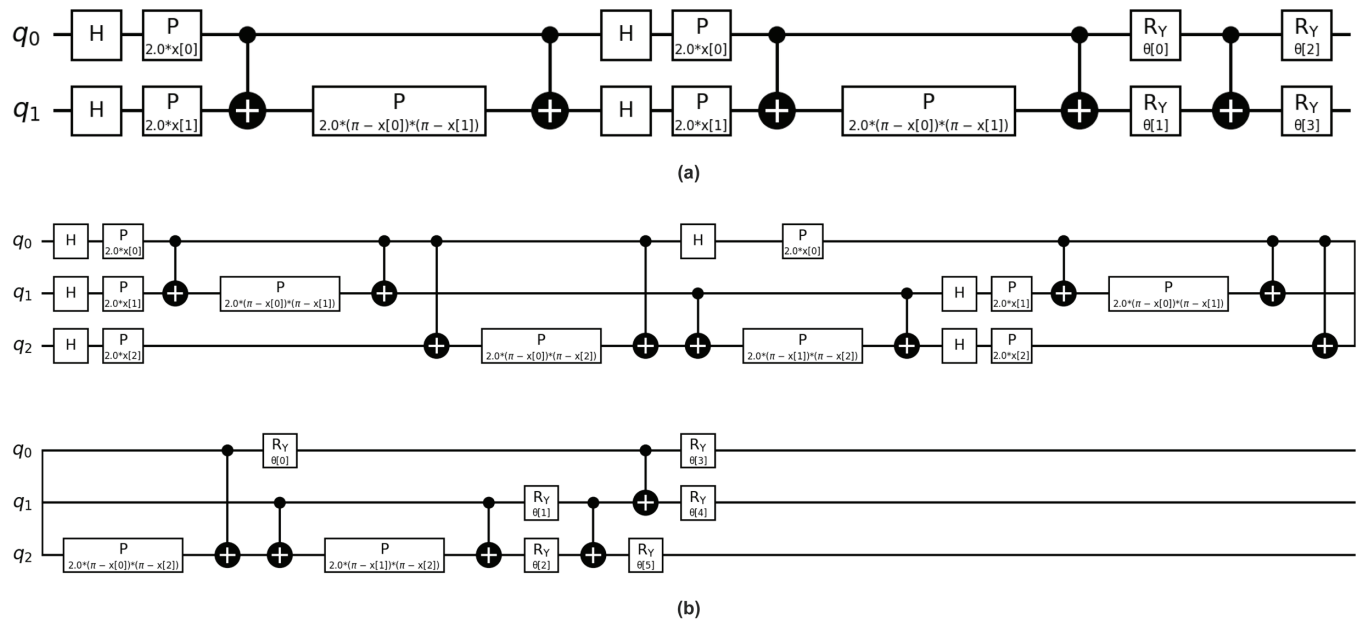 q0 H P 2.0*x[0] H P 2.0*x[0] RY θ[0] RY θ[2]
q1 H P 2.0*x[1] P 2.0*(π − x[0])*(π − x[1]) H P 2.0*x[1] P 2.0*(π − x[0])*(π − x[1]) RY θ[1] RY θ[3]
(a)
q0 H P 2.0*x[0] H P 2.0*x[0]
q1 H P 2.0*x[1] P 2.0*(π − x[0])*(π − x[1]) H P 2.0*x[1] P 2.0*(π − x[0])*(π − x[1])
q2 H P 2.0*x[2] P 2.0*(π − x[0])*(π − x[2]) P 2.0*(π − x[1])*(π − x[2]) H P 2.0*x[2]
q0 RY θ[0] RY θ[3]
q1 RY θ[1] RY θ[4]
q2 P 2.0*(π − x[0])*(π − x[2]) P 2.0*(π − x[1])*(π − x[2]) RY θ[2] RY θ[5]
(b)